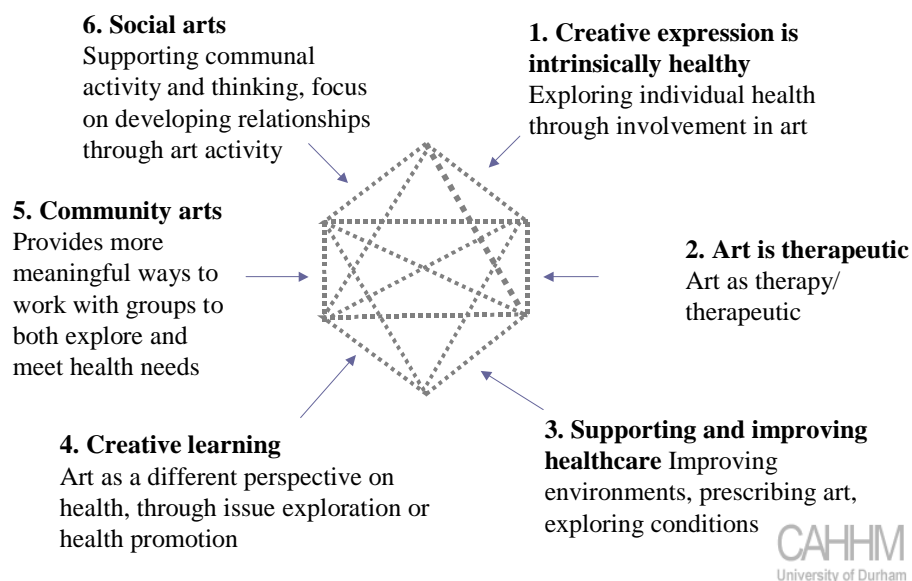 6. Social arts
Supporting communal
activity and thinking, focus
on developing relationships
through art activity
1. Creative expression is
intrinsically healthy
Exploring individual health
through involvement in art
5. Community arts
Provides more
meaningful ways to
work with groups to
both explore and
meet health needs
2. Art is therapeutic
Art as therapy/
therapeutic
4. Creative learning
Art as a different perspective on
health, through issue exploration or
health promotion
3. Supporting and improving
healthcare Improving
environments, prescribing art,
exploring conditions
CAHHM
University of Durham